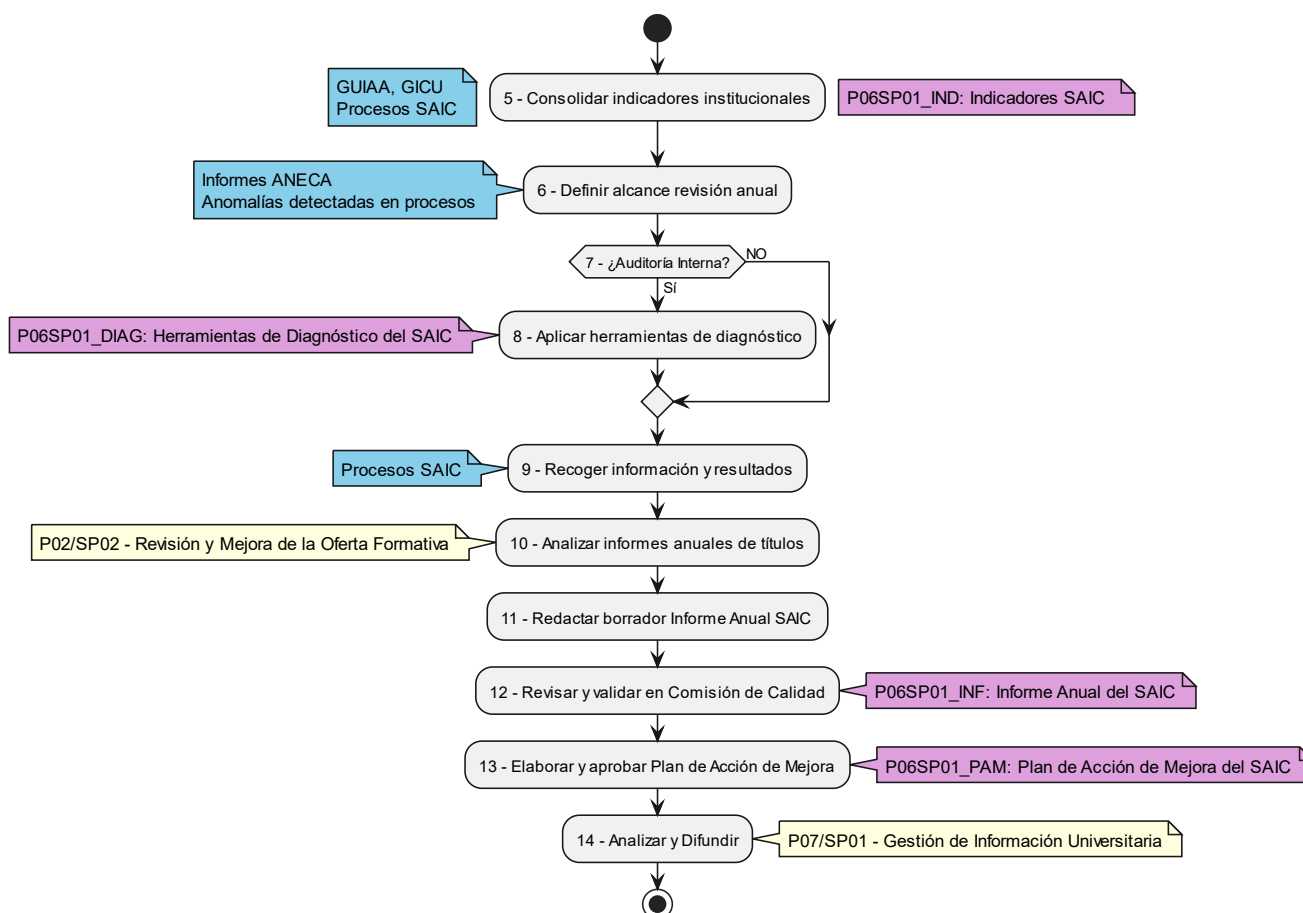 GUIAA, GICU
Procesos SAIC
5 - Consolidar indicadores institucionales
P06SP01_IND: Indicadores SAIC
Informes ANECA
Anomalías detectadas en procesos
6 - Definir alcance revisión anual
7 - ¿Auditoría Interna?
NO
Sí
P06SP01_DIAG: Herramientas de Diagnóstico del SAIC
8 - Aplicar herramientas de diagnóstico
Procesos SAIC
9 - Recoger información y resultados
P02/SP02 - Revisión y Mejora de la Oferta Formativa
10 - Analizar informes anuales de títulos
11 - Redactar borrador Informe Anual SAIC
12 - Revisar y validar en Comisión de Calidad
P06SP01_INF: Informe Anual del SAIC
13 - Elaborar y aprobar Plan de Acción de Mejora
P06SP01_PAM: Plan de Acción de Mejora del SAIC
14 - Analizar y Difundir
P07/SP01 - Gestión de Información Universitaria